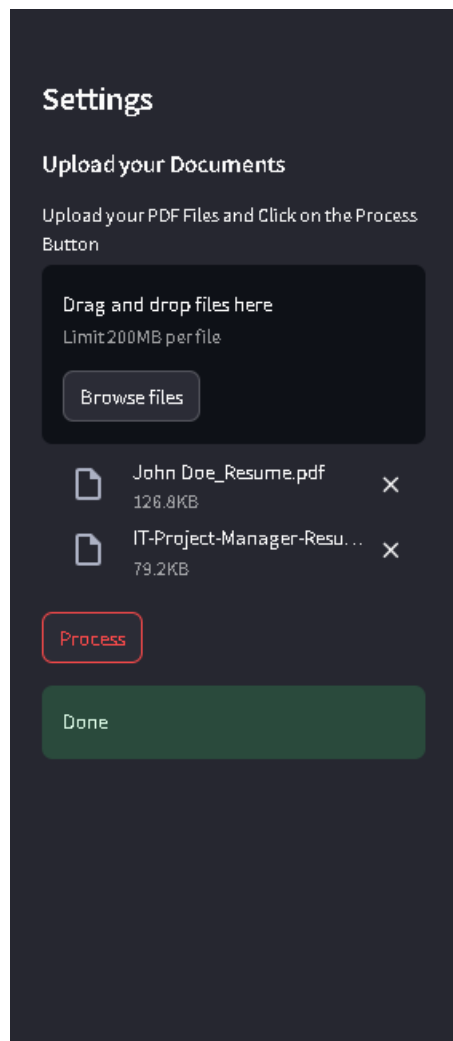 Settings
Upload your Documents
Upload your PDF Files and Click on the Process
Button
Drag and drop files here
Limit 200MB per file
Browse files
John Doe_Resume.pdf
126.8KB
IT-Project-Manager-Resu...
79.2KB
Process
Done